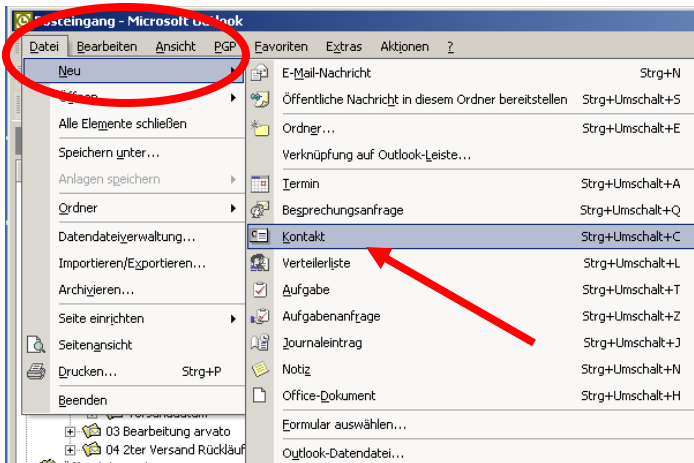 Posteingang - Microsoft Outlook
Datei Bearbeiten Ansicht PGP Favoriten Extras Aktionen ?
Neu
Öffnen
Alle Elemente schließen
Speichern unter...
Anlagen speichern
Ordner
Datendateiverwaltung...
Importieren/Exportieren...
Archivieren...
Seite einrichten
Seitenansicht
Drucken... Strg+P
Beenden
E-Mail-Nachricht Strg+N
Öffentliche Nachricht in diesem Ordner bereitstellen Strg+Umschalt+S
Ordner... Strg+Umschalt+E
Verknüpfung auf Outlook-Leiste...
Termin Strg+Umschalt+A
Besprechungsanfrage Strg+Umschalt+Q
Kontakt Strg+Umschalt+C
Verteilerliste Strg+Umschalt+L
Aufgabe Strg+Umschalt+T
Aufgabenanfrage Strg+Umschalt+Z
Journaleintrag Strg+Umschalt+J
Notiz Strg+Umschalt+N
Office-Dokument Strg+Umschalt+H
Formular auswählen...
Outlook-Datendatei...
03 Bearbeitung arvato
04 2ter Versand Rückläuf